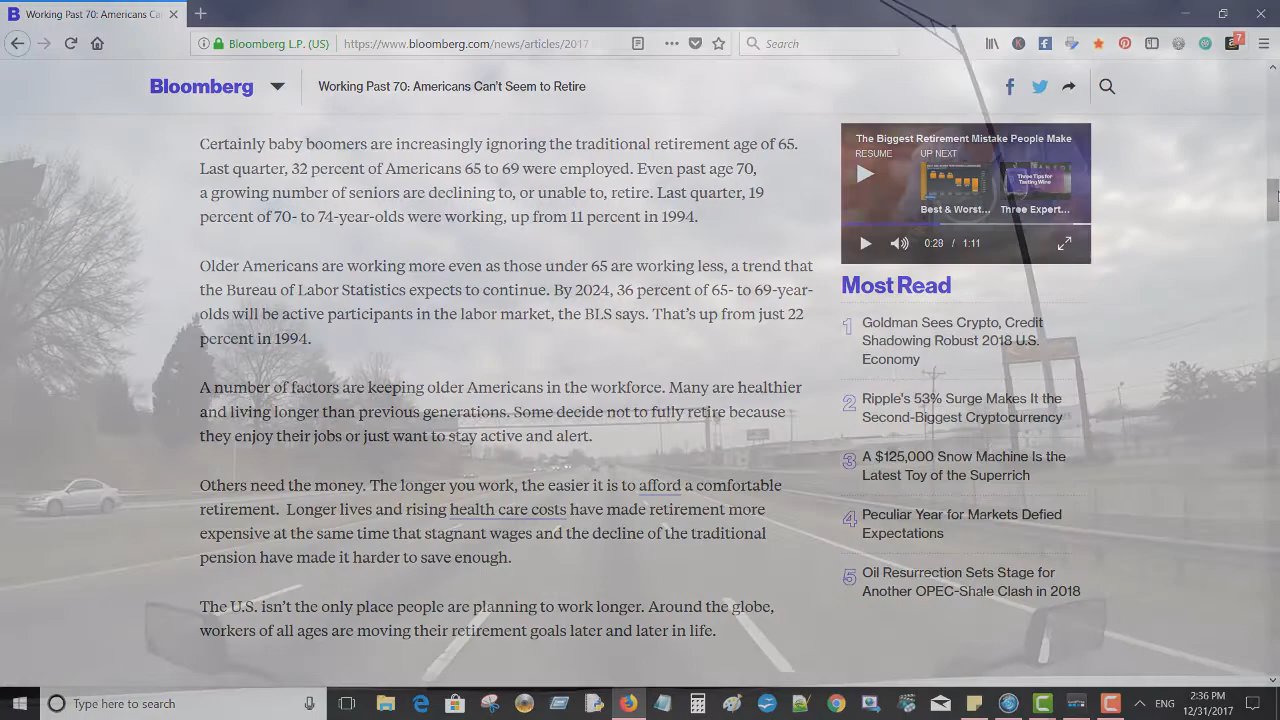 Working Past 70: Americans Ca
Bloomberg L.P. (US)
https://www.bloomberg.com/news/articles/2017
Search
7
Bloomberg
Working Past 70: Americans Can't Seem to Retire
Certainly baby boomers are increasingly ignoring the traditional retirement age of 65.
Last quarter, 32 percent of Americans 65 to 69 were employed. Even past age 70,
a growing number of seniors are declining to, or unable to, retire. Last quarter, 19
percent of 70- to 74-year-olds were working, up from 11 percent in 1994.
Older Americans are working more even as those under 65 are working less, a trend that
the Bureau of Labor Statistics expects to continue. By 2024, 36 percent of 65- to 69-year-
olds will be active participants in the labor market, the BLS says. That's up from just 22
percent in 1994.
A number of factors are keeping older Americans in the workforce. Many are healthier
and living longer than previous generations. Some decide not to fully retire because
they enjoy their jobs or just want to stay active and alert.
Others need the money. The longer you work, the easier it is to afford a comfortable
retirement. Longer lives and rising health care costs have made retirement more
expensive at the same time that stagnant wages and the decline of the traditional
pension have made it harder to save enough.
The U.S. isn't the only place people are planning to work longer. Around the globe,
workers of all ages are moving their retirement goals later and later in life.
The Biggest Retirement Mistake People Make
RESUME
UP NEXT
Three Tips for
Tasting Wine
Best & Worst...
Three Expert...
0:28 / 1:11
Most Read
1
Goldman Sees Crypto, Credit
Shadowing Robust 2018 U.S.
Economy
2
Ripple's 53% Surge Makes It the
Second-Biggest Cryptocurrency
3
A $125,000 Snow Machine Is the
Latest Toy of the Superrich
4
Peculiar Year for Markets Defied
Expectations
5
Oil Resurrection Sets Stage for
Another OPEC-Shale Clash in 2018
Type here to search
ENG
2:36 PM
12/31/2017